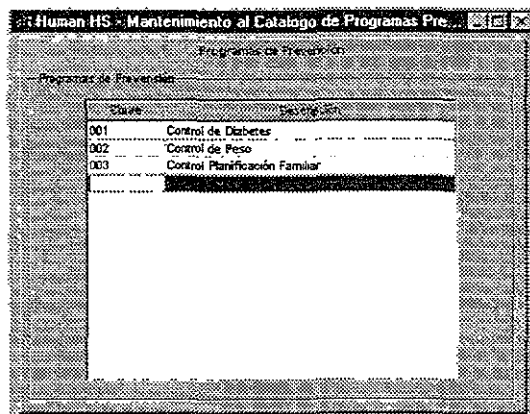 Human HS - Mantenimiento al Catalogo de Programas Pre...
Programas de Prevención
Programas de Prevención
Clave Descripción
001 Control de Diabetes
002 Control de Peso
003 Control Planificación Familiar